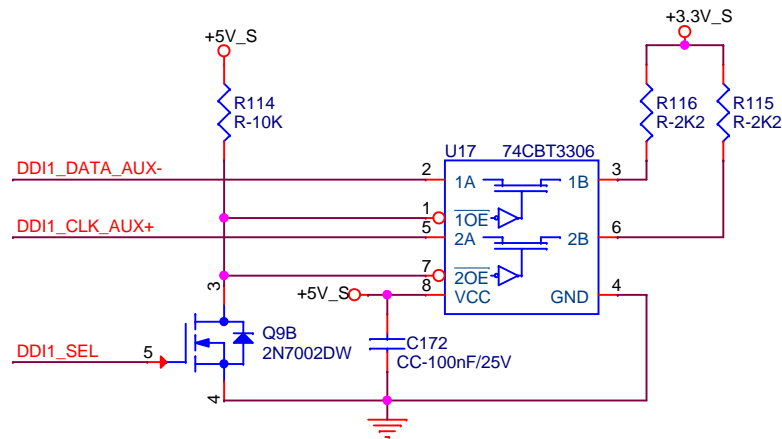 +5V_S
+3.3V_S
R114
R-10K
R116
R-2K2
R115
R-2K2
U17
74CBT3306
DDI1_DATA_AUX-
2
1A
1B
3
1
1OE
DDI1_CLK_AUX+
5
2A
2B
6
7
2OE
+5V_S
8
VCC
GND
4
3
Q9B
2N7002DW
DDI1_SEL
5
4
C172
CC-100nF/25V